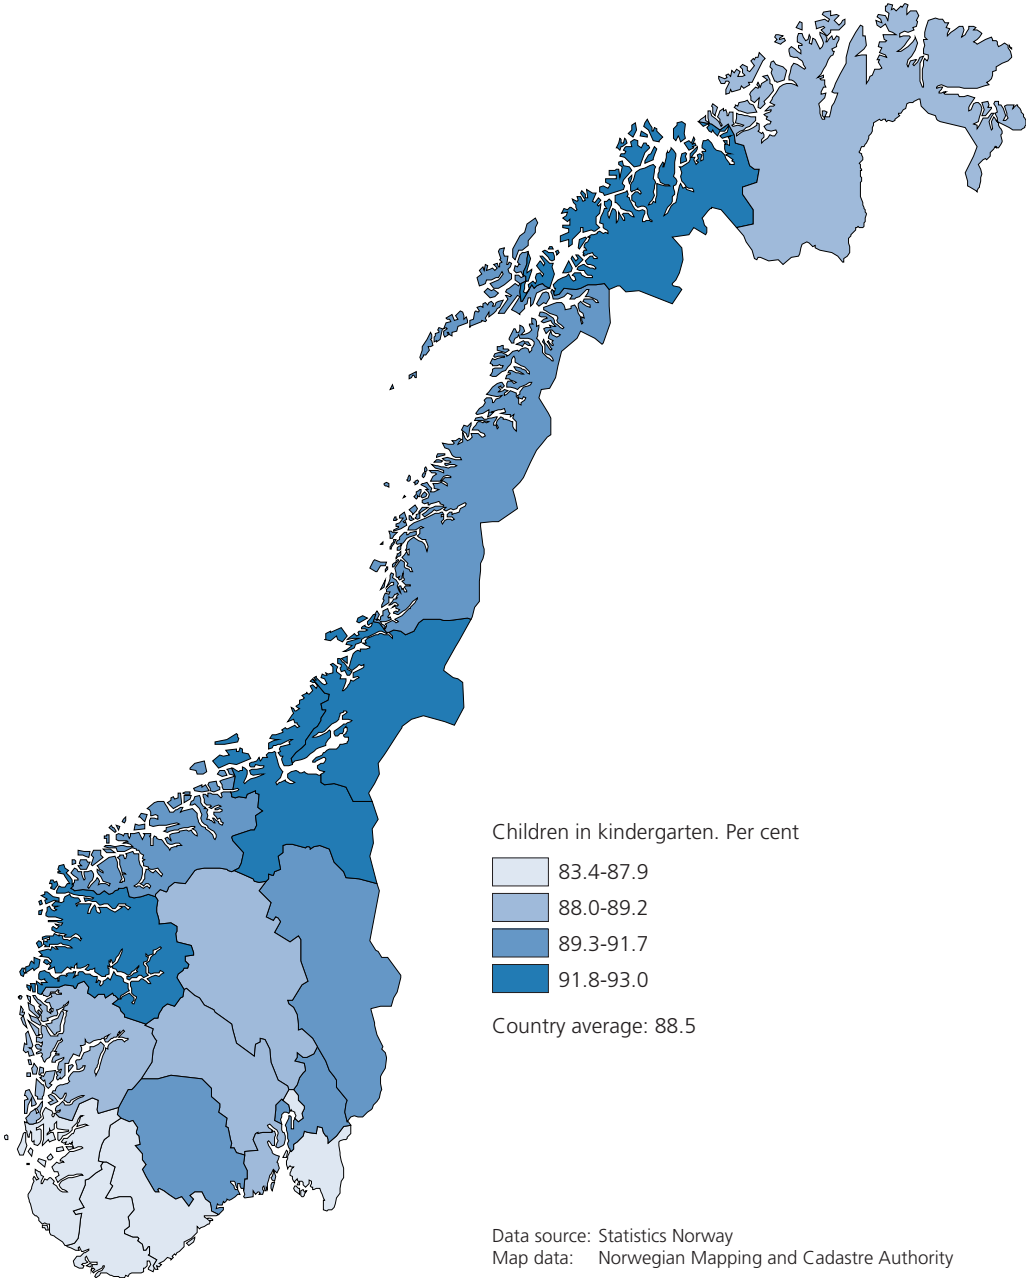 Children in kindergarten. Per cent
83.4-87.9
88.0-89.2
89.3-91.7
91.8-93.0
Country average: 88.5
Data source: Statistics Norway
Map data: Norwegian Mapping and Cadastre Authority